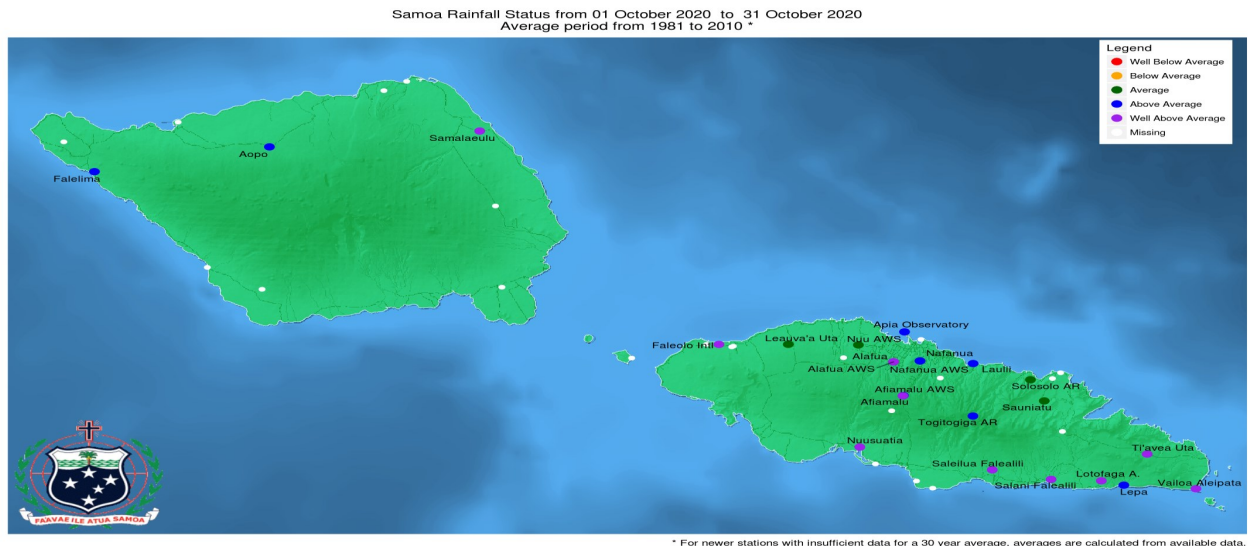 Samoa Rainfall Status from 01 October 2020 to 31 October 2020
Average period from 1981 to 2010 *
Legend
Well Below Average
Below Average
Average
Above Average
Well Above Average
Missing
Samalaeulu
Aopo
Falelima
Apia Observatory
Faleolo Intl
Leauva'a Uta
Nuu AWS
Alafua
Nafanua
Alafua AWS
Nafanua AWS
Laulii
Afiamalu AWS
Solosolo AR
Afiamalu
Sauniatu
Togitogiga AR
Nuusuatia
Ti'avea Uta
Saleilua Falealili
Lotofaga A.
Salani Falealili
Vailoa Aleipata
Lepa
FAAVAE ILE ATUA SAMOA
* For newer stations with insufficient data for a 30 year average, averages are calculated from available data.